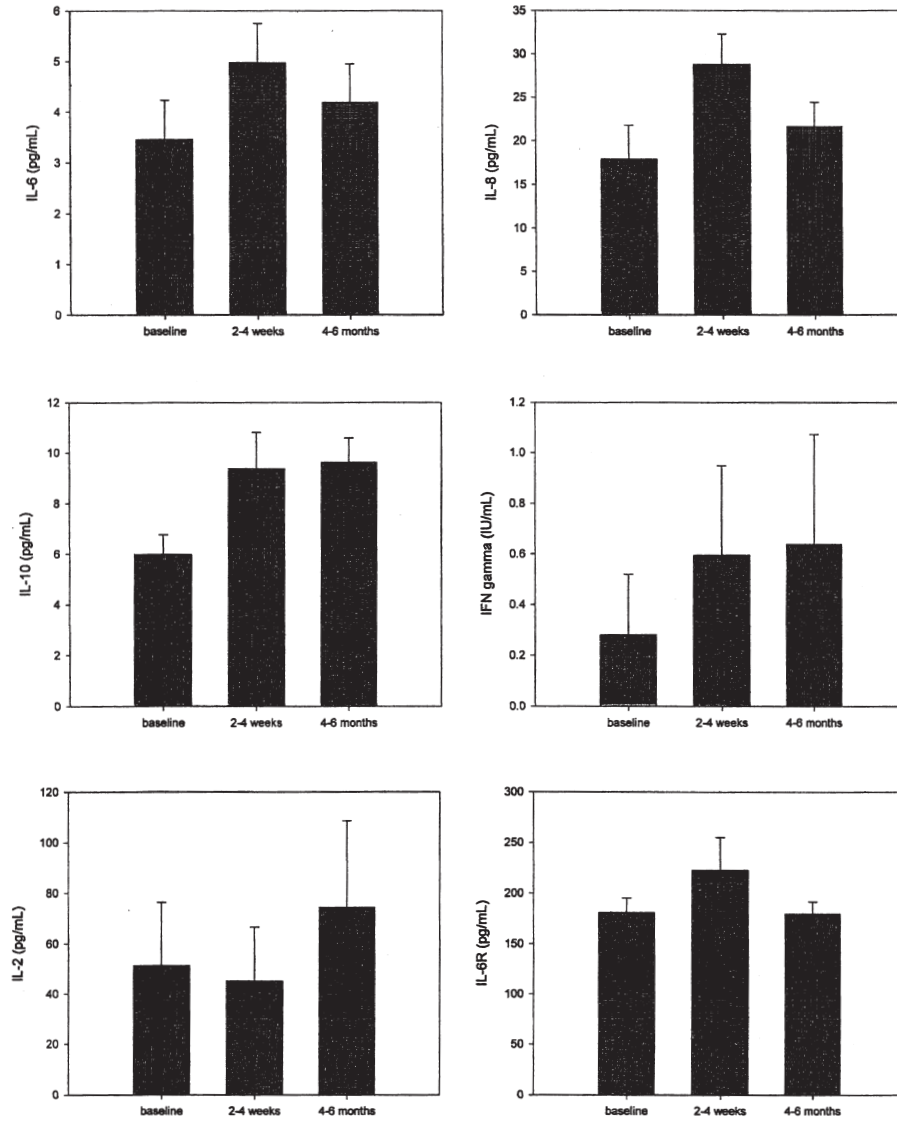 IL-6 (pg/mL)
6
5
4
3
2
1
0
baseline
2-4 weeks
4-6 months
IL-8 (pg/mL)
35
30
25
20
15
10
5
0
baseline
2-4 weeks
4-6 months
IL-10 (pg/mL)
12
10
8
6
4
2
0
baseline
2-4 weeks
4-6 months
IFN gamma (IU/mL)
1.2
1.0
0.8
0.6
0.4
0.2
0.0
baseline
2-4 weeks
4-6 months
IL-2 (pg/mL)
120
100
80
60
40
20
0
baseline
2-4 weeks
4-6 months
IL-6R (pg/mL)
300
250
200
150
100
50
0
baseline
2-4 weeks
4-6 months